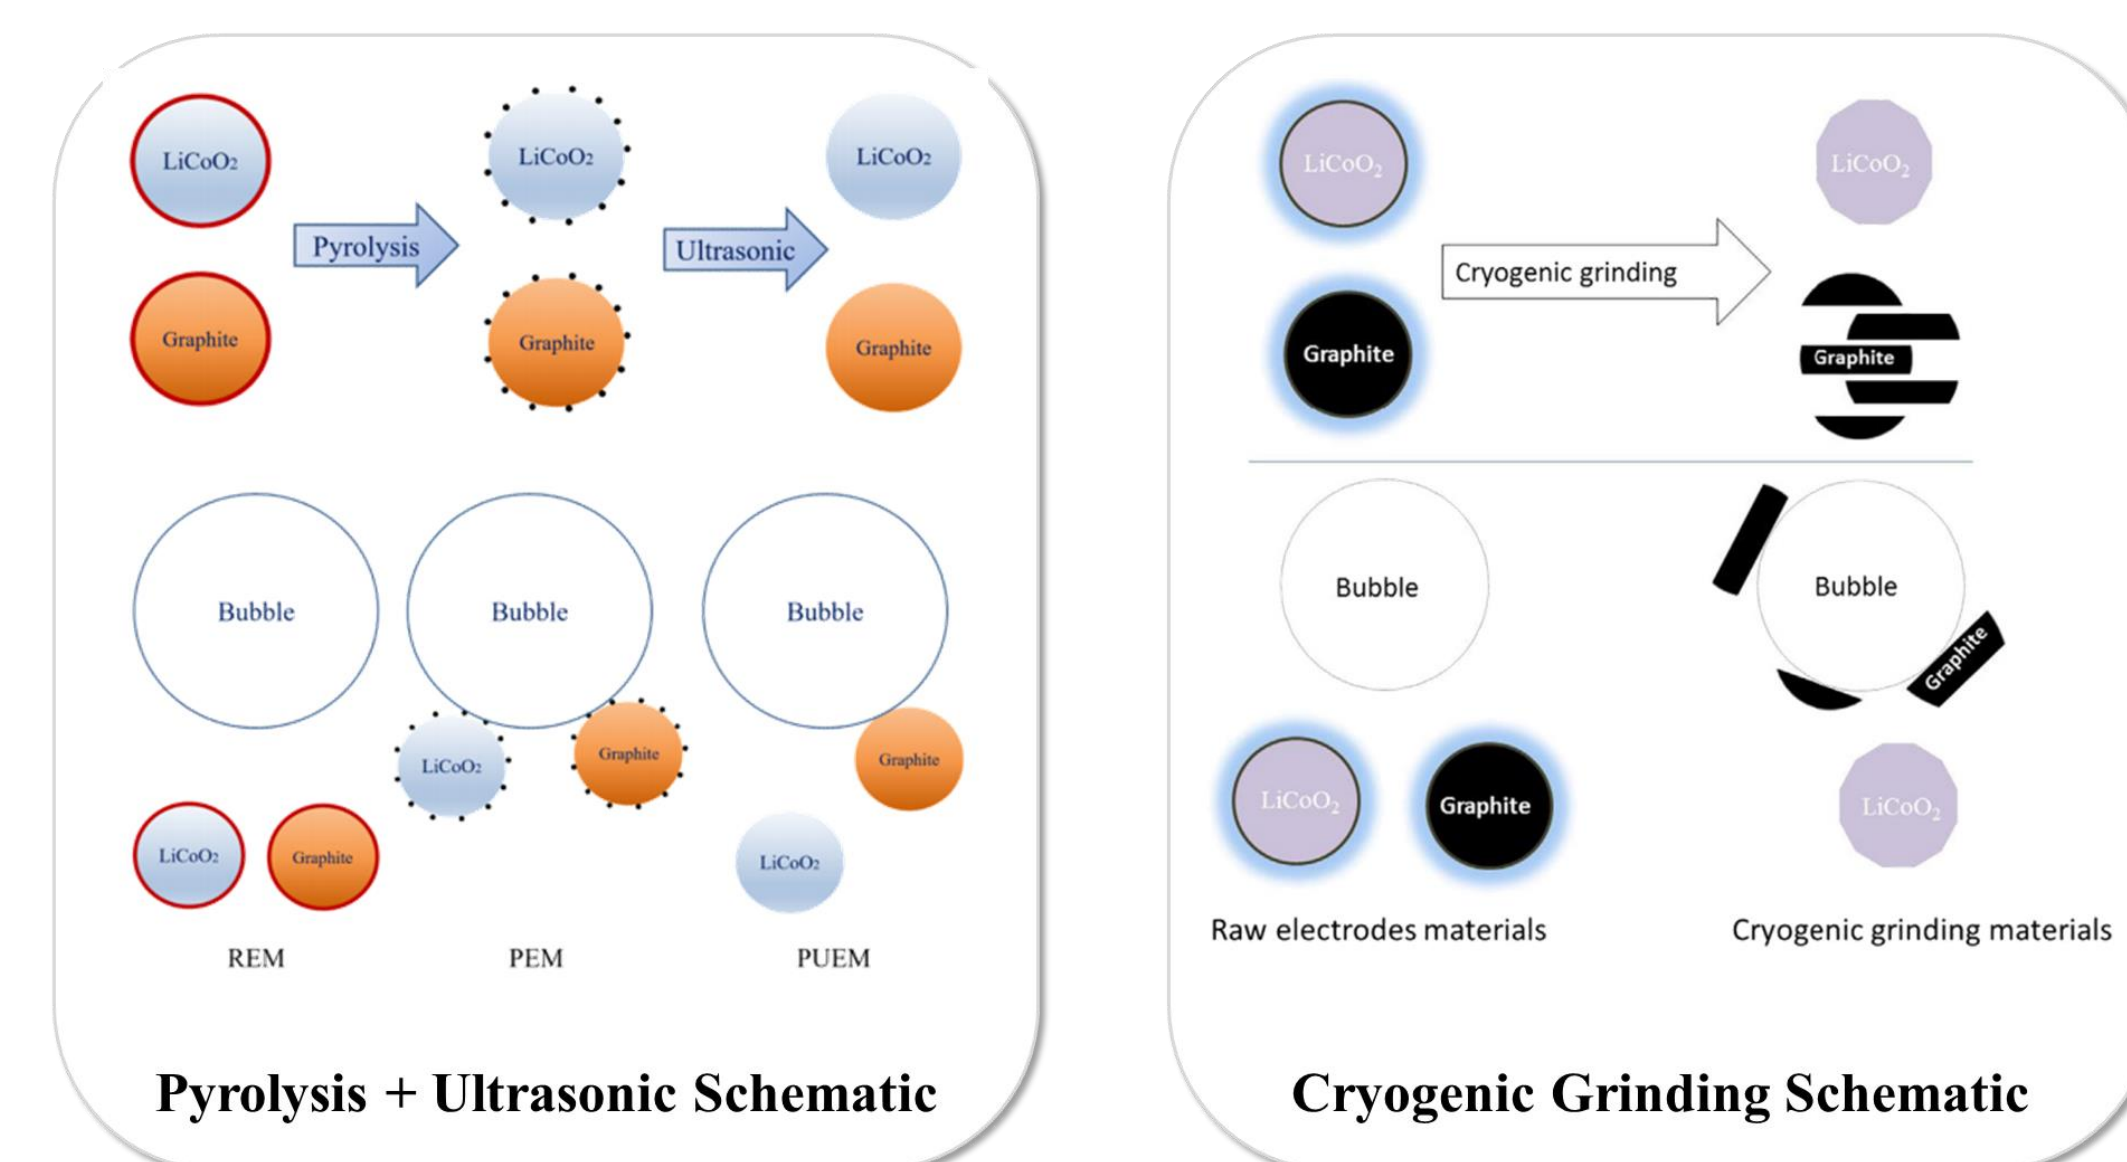 LiCoO2
Graphite
Pyrolysis
LiCoO2
Graphite
Ultrasonic
LiCoO2
Graphite
Bubble
Bubble
Bubble
LiCoO2
Graphite
LiCoO2
Graphite
LiCoO2
Graphite
REM
PEM
PUEM
Pyrolysis + Ultrasonic Schematic
LiCoO₂
Graphite
Cryogenic grinding
LiCoO₂
Graphite
Bubble
Bubble
Graphite
LiCoO₂
Graphite
LiCoO₂
Raw electrodes materials
Cryogenic grinding materials
Cryogenic Grinding Schematic